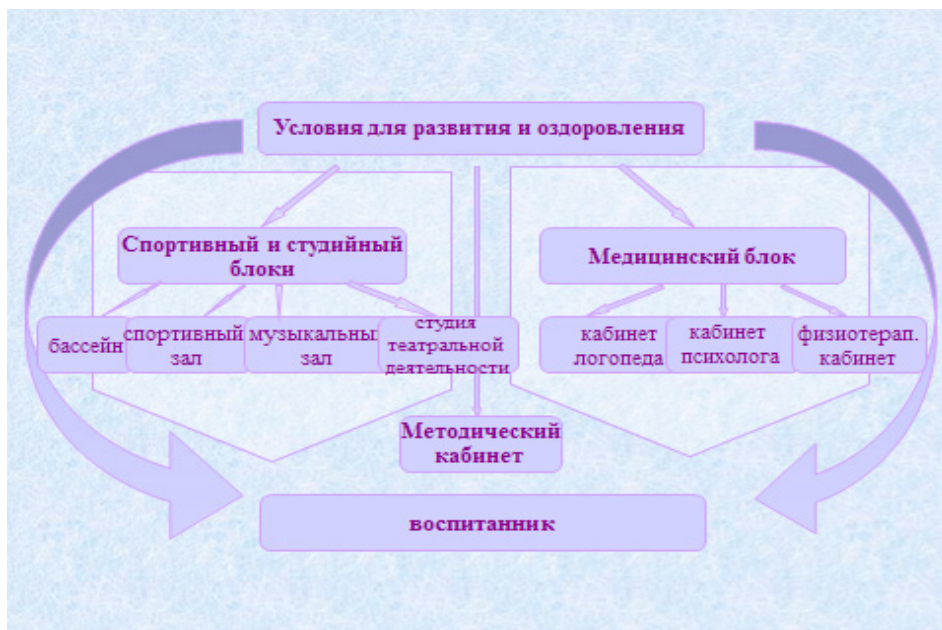 Условия для развития и оздоровления
Спортивный и студийный
блоки
Медицинский блок
бассейн
спортивный
зал
музыкальны
зал
студия
театральной
деятельности
кабинет
логопеда
кабинет
психолога
физиотерап.
кабинет
Методический
кабинет
воспитанник